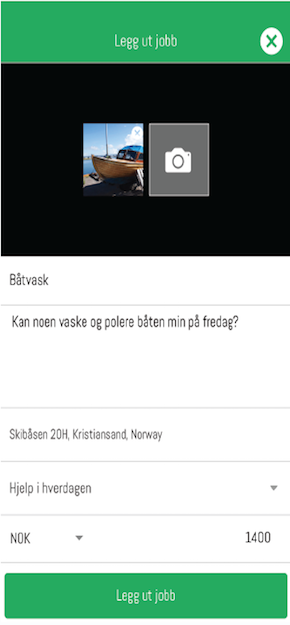 Legg ut jobb
Båtvask
Kan noen vaske og polere båten min på fredag?
Skibåsen 20H, Kristiansand, Norway
Hjelp i hverdagen
NOK 1400
Legg ut jobb